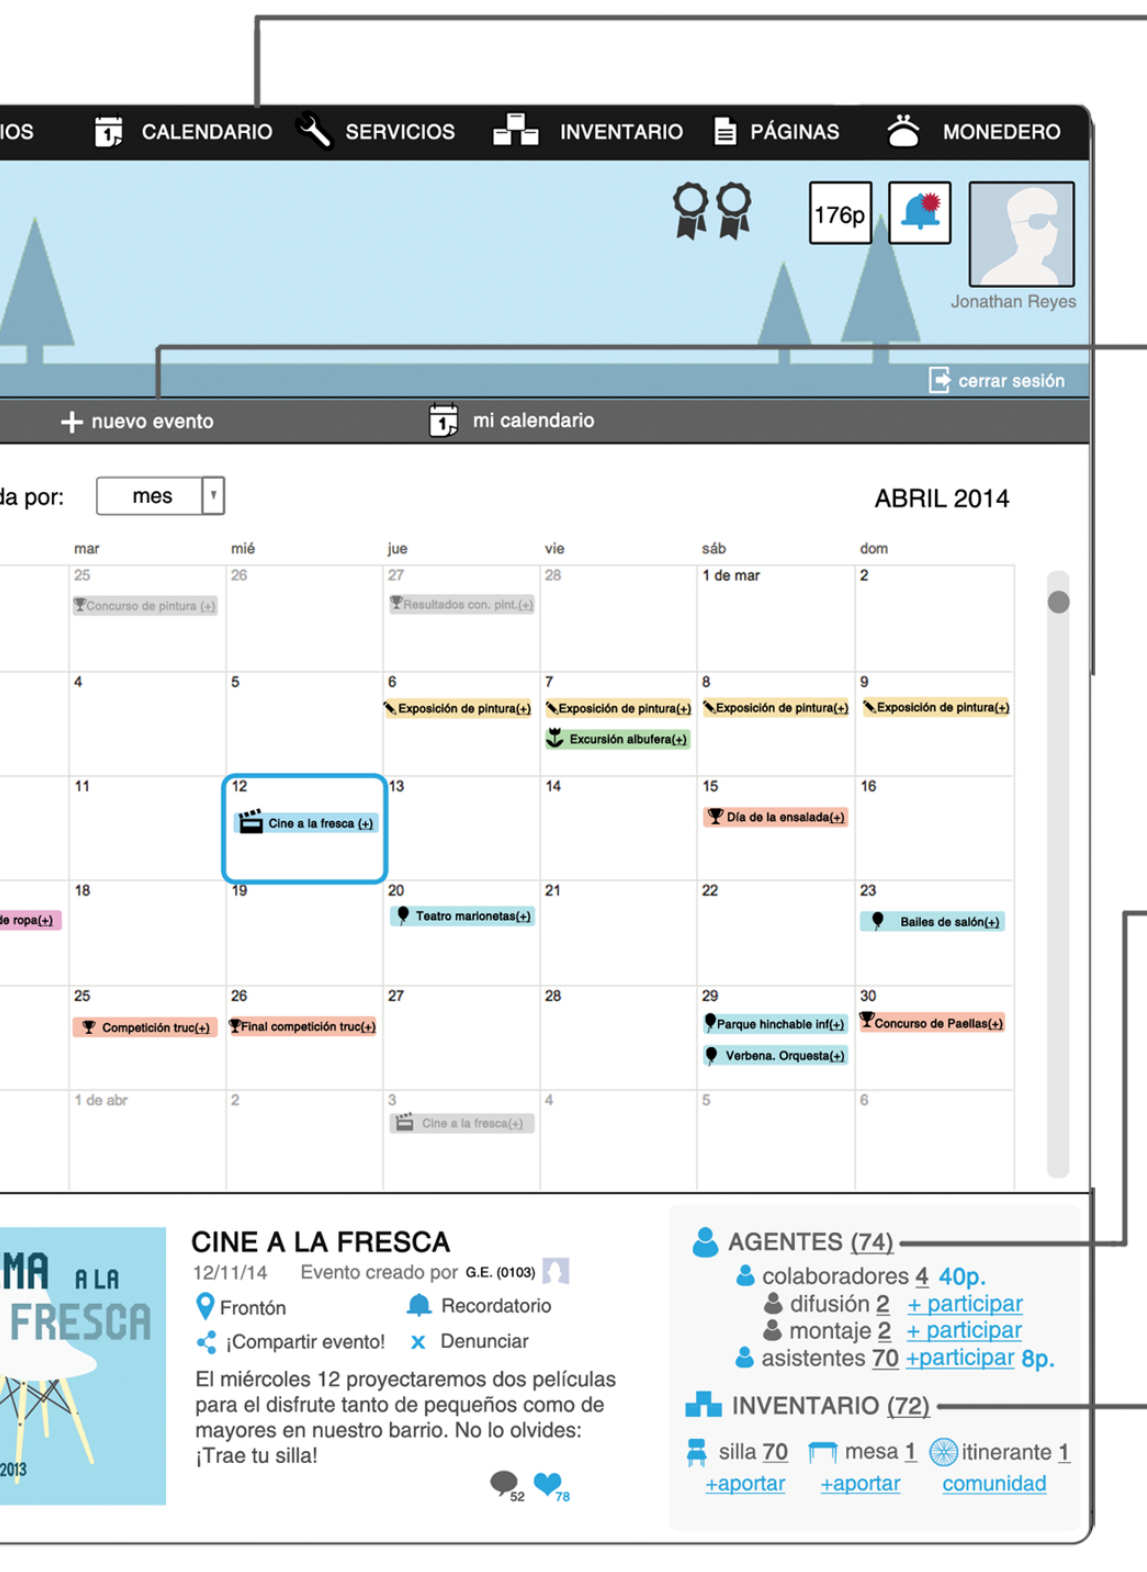 IOS CALENDARIO SERVICIOS INVENTARIO PÁGINAS MONEDERO
176p
Jonathan Reyes
cerrar sesión
nuevo evento mi calendario
da por: mes ABRIL 2014
mar mié jue vie sáb dom
25 26 27 28 1 de mar 2
Concurso de pintura (+) Resultados con. pint.(+)
4 5 6 7 8 9
Exposición de pintura(+) Exposición de pintura(+) Exposición de pintura(+) Exposición de pintura(+)
Excursión albufera(+)
11 12 13 14 15 16
Cine a la fresca (+) Día de la ensalada(+)
18 19 20 21 22 23
de ropa(+) Teatro marionetas(+) Bailes de salón(+)
25 26 27 28 29 30
Competición truc(+) Final competición truc(+) Parque hinchable inf(+) Concurso de Paellas(+)
Verbena. Orquesta(+)
1 de abr 2 3 4 5 6
Cine a la fresca(+)
MA A LA
FRESCA
2013
CINE A LA FRESCA
12/11/14 Evento creado por G.E. (0103)
Frontón Recordatorio
¡Compartir evento! x Denunciar
El miércoles 12 proyectaremos dos películas
para el disfrute tanto de pequeños como de
mayores en nuestro barrio. No lo olvides:
¡Trae tu silla!
52 78
AGENTES (74)
colaboradores 4 40p.
difusión 2 + participar
montaje 2 + participar
asistentes 70 +participar 8p.
INVENTARIO (72)
silla 70 mesa 1 itinerante 1
+aportar +aportar comunidad